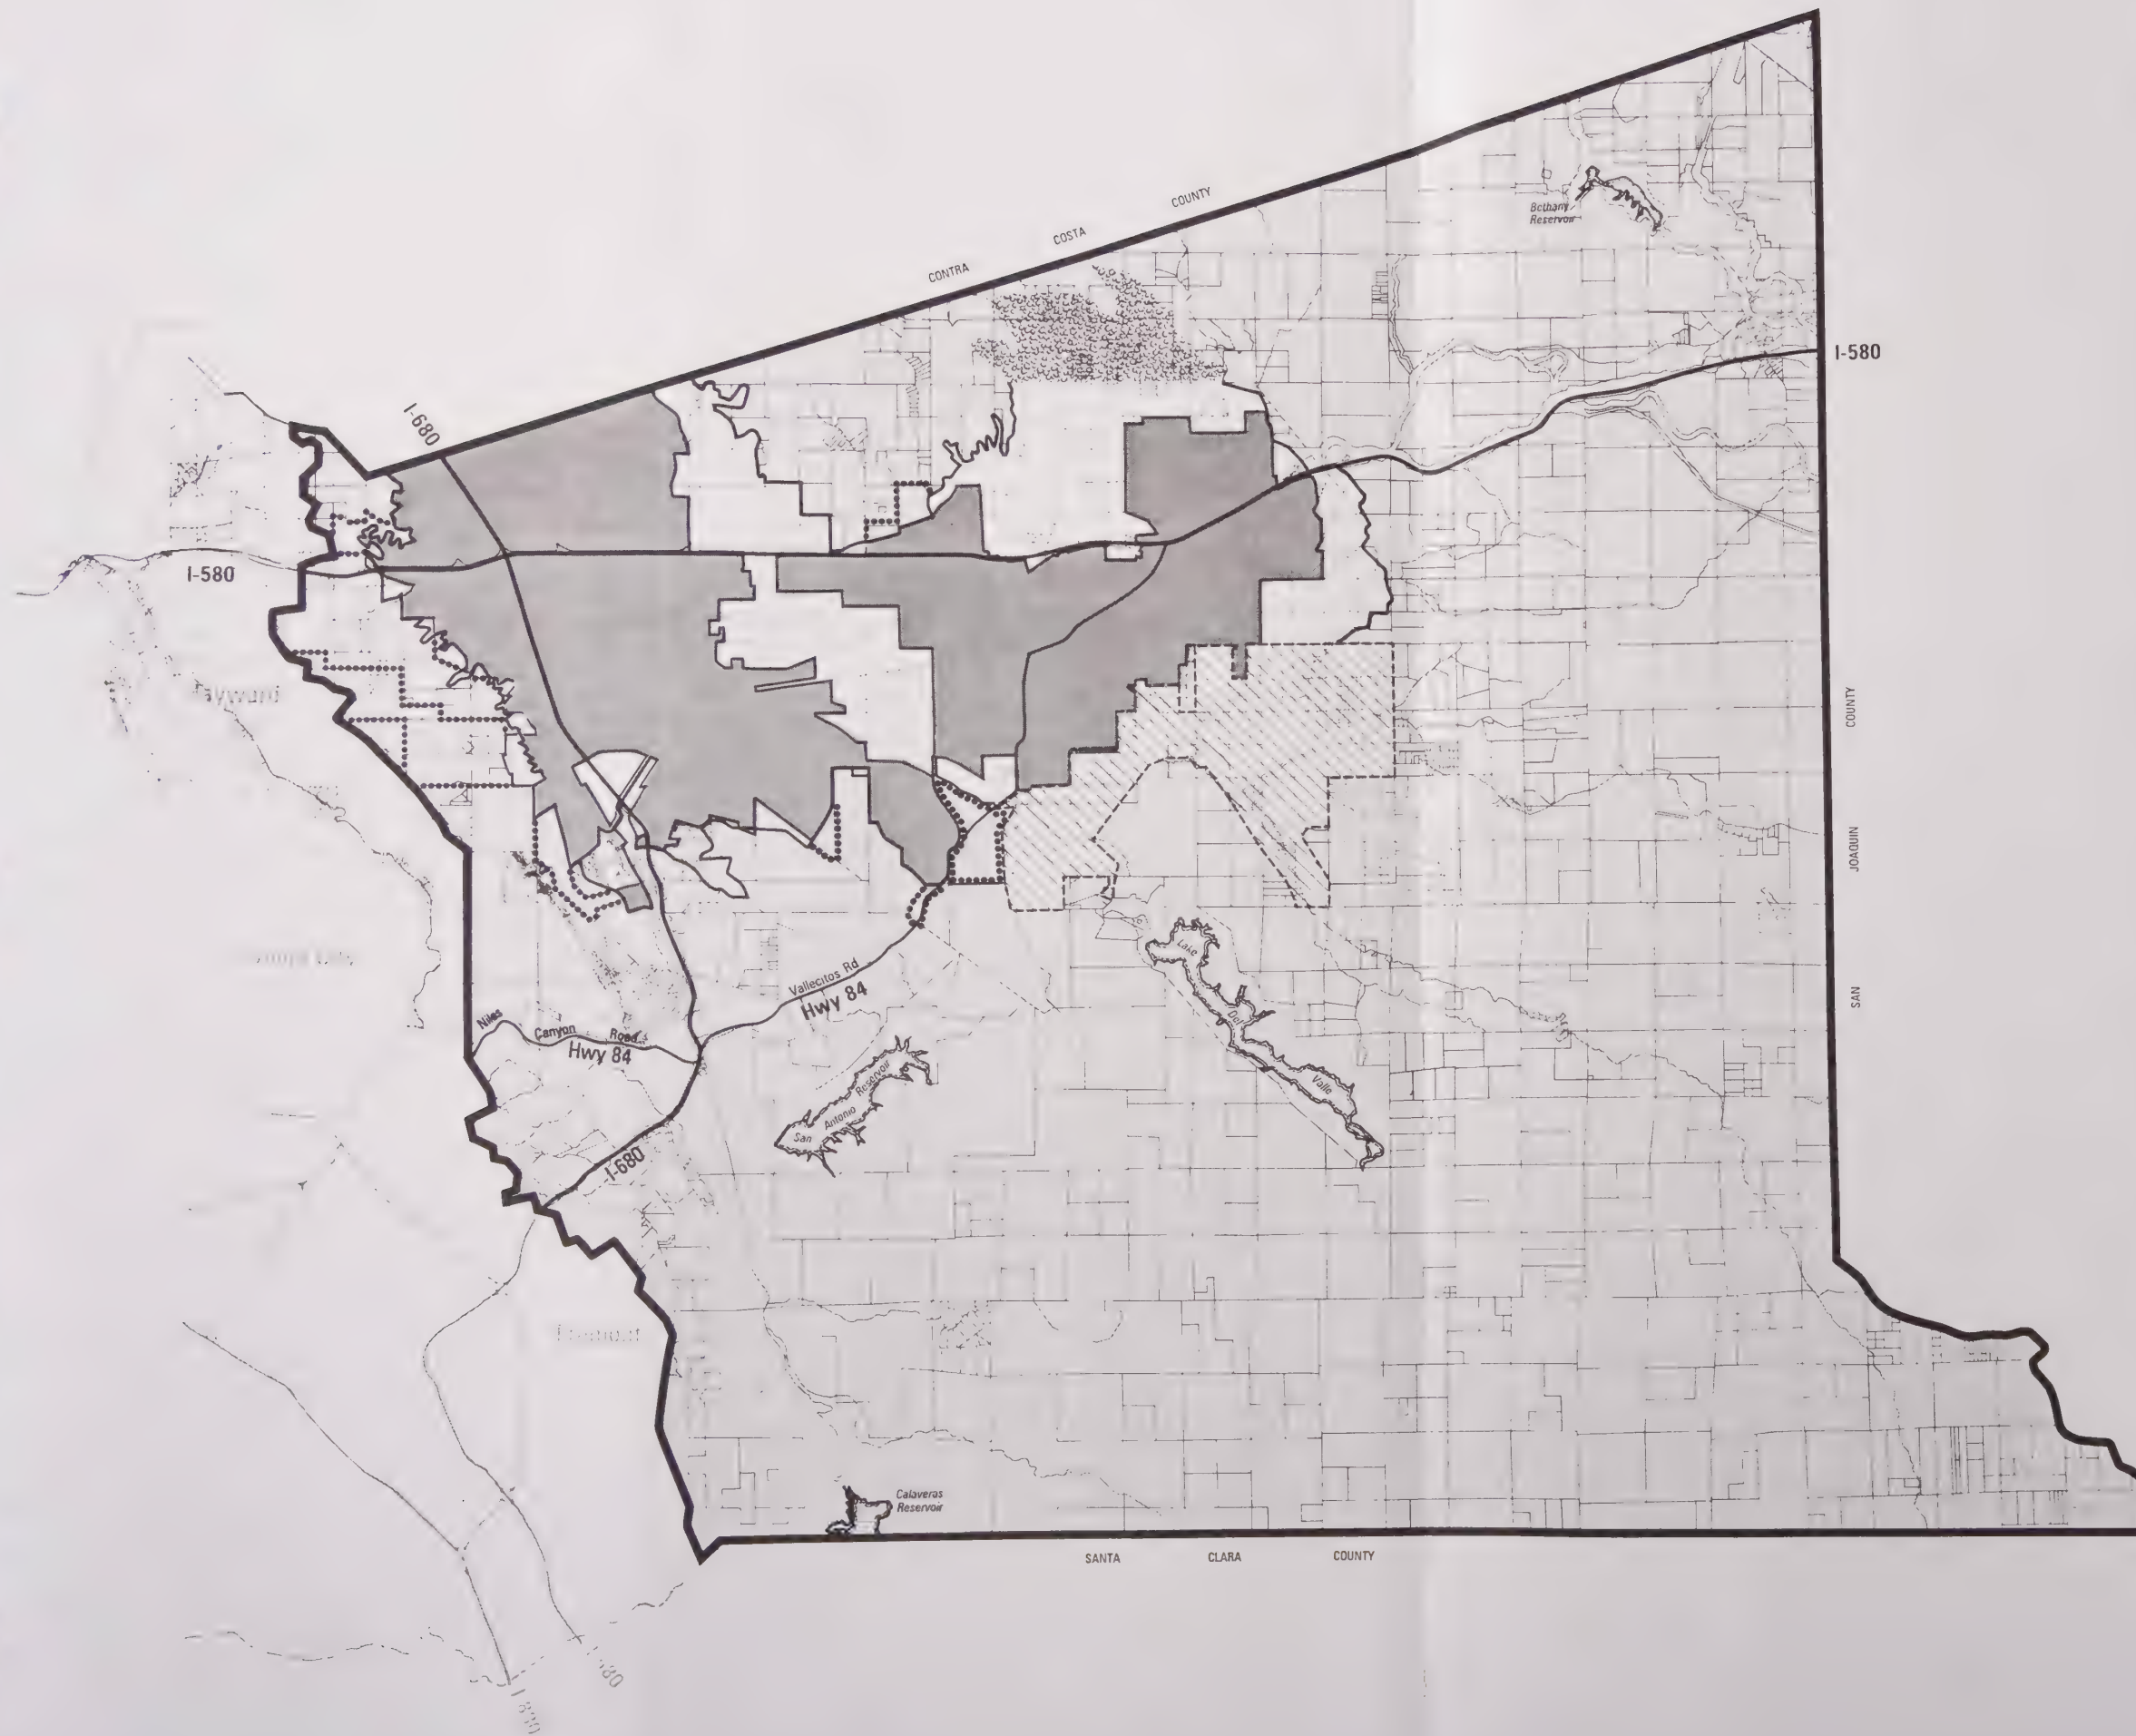 CONTRA COSTA COUNTY
Bethany
Reservoir
I-580
I-680
I-580
COUNTY
JOAQUIN
SAN
Lake
Del
Valle
Vallecitos Rd
Hwy 84
Niles Canyon Road
Hwy 84
San Antonio Reservoir
I-680
Calaveras
Reservoir
SANTA CLARA COUNTY